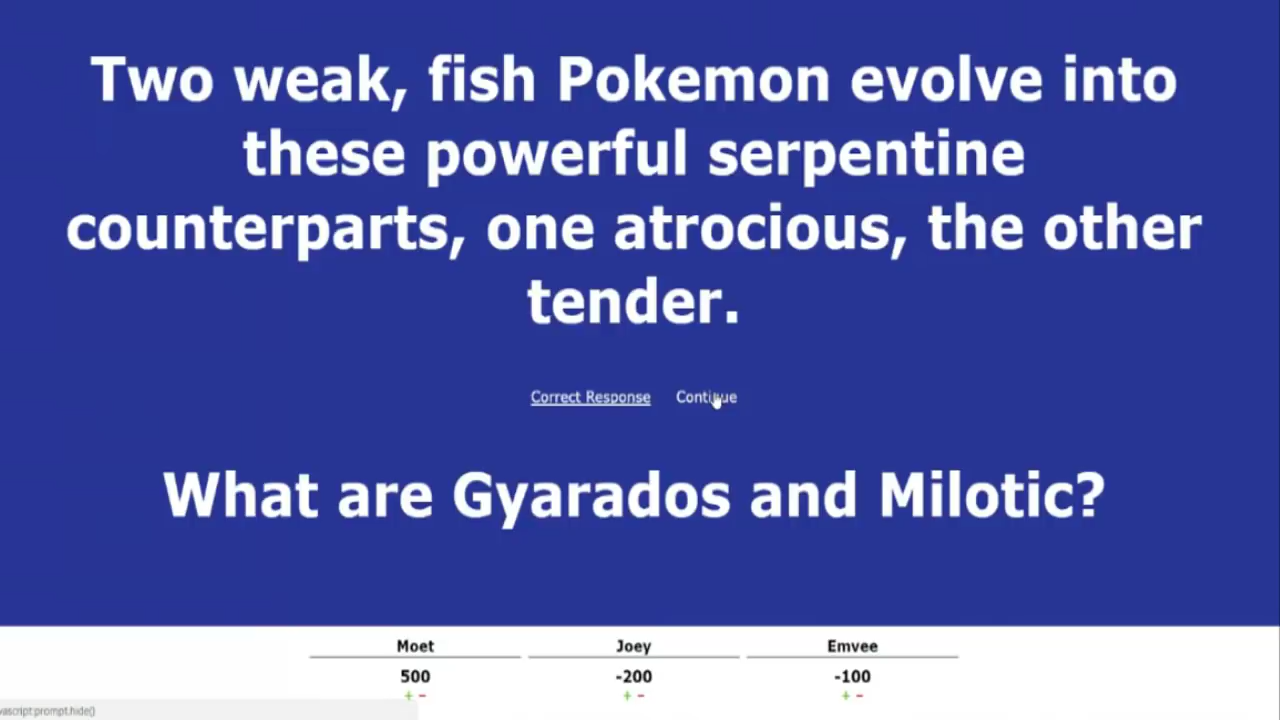 Two weak, fish Pokemon evolve into
these powerful serpentine
counterparts, one atrocious, the other
tender.
Correct Response Continue
What are Gyarados and Milotic?
Moet Joey Emvee
500 -200 -100
+ - + - + -
vascript:prompt.hide()